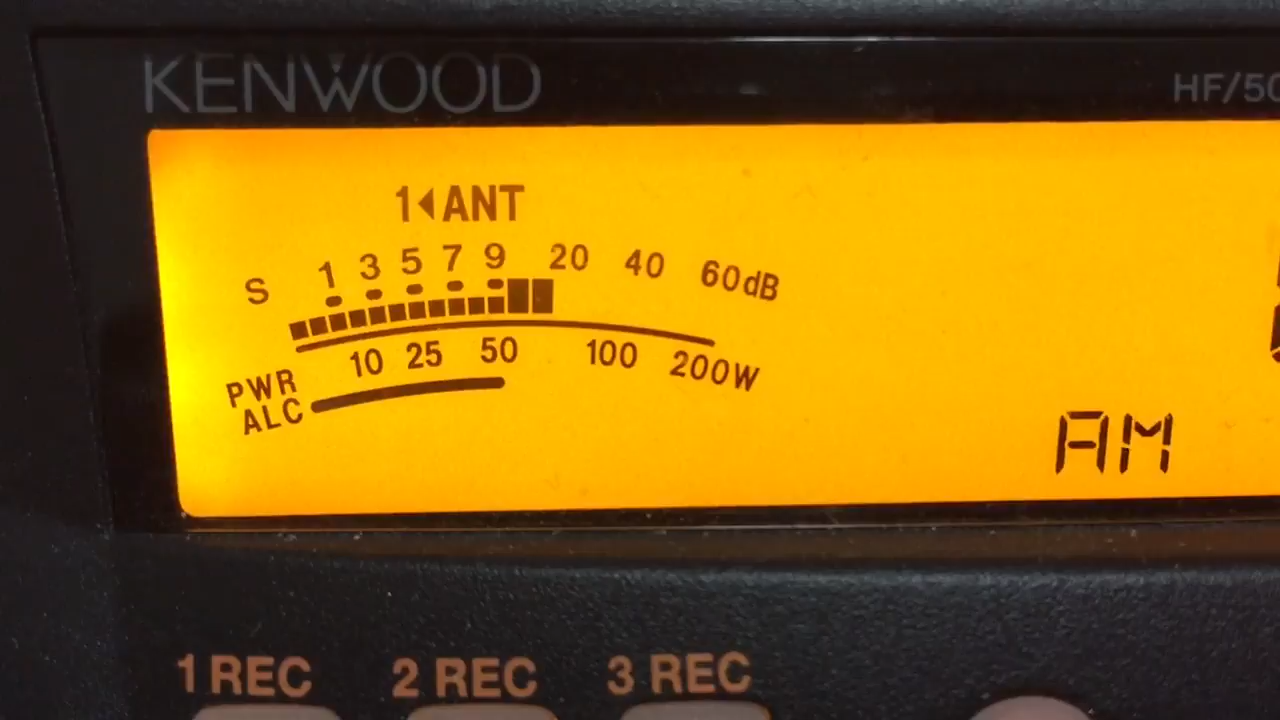 KENWOOD
HF/50
1◄ANT
S 1 3 5 7 9 20 40 60dB
PWR 10 25 50 100 200W
ALC
AM
1 REC 2 REC 3 REC